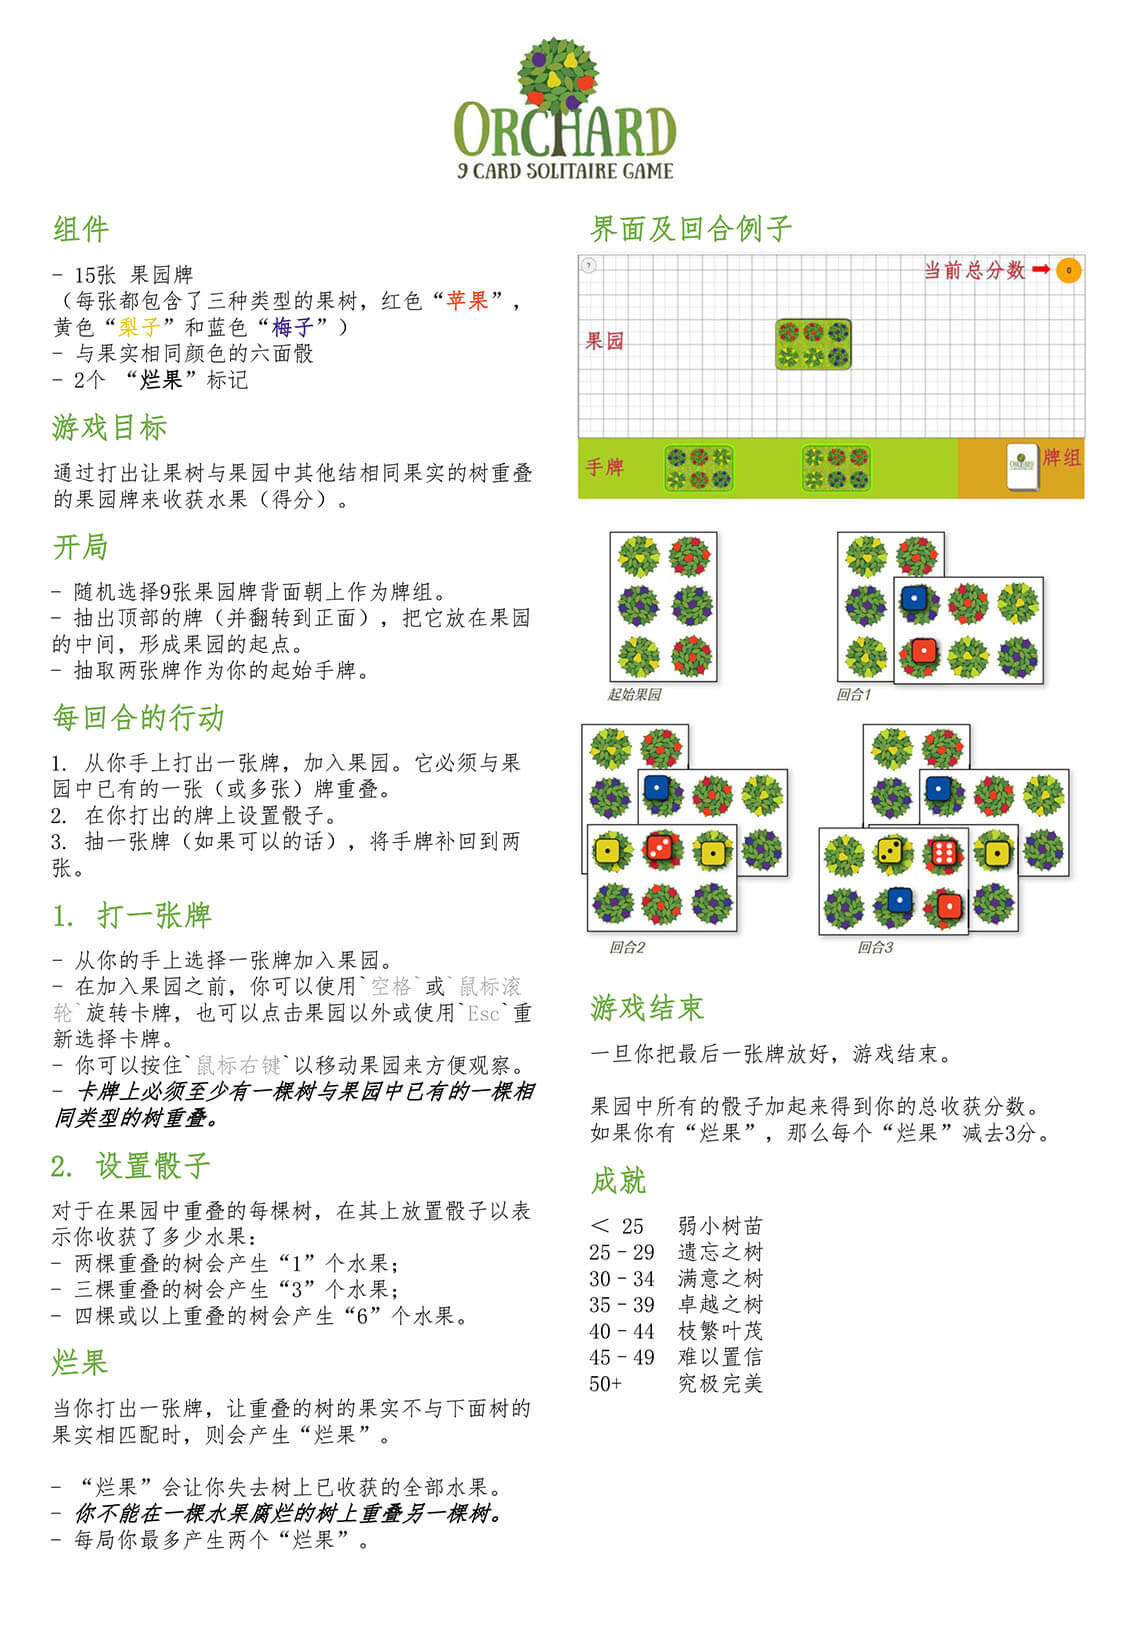 ORCHARD
9 CARD SOLITAIRE GAME
组件
- 15张 果园牌
（每张都包含了三种类型的果树，红色“苹果”，
黄色“梨子”和蓝色“梅子”）
- 与果实相同颜色的六面骰
- 2个 “烂果”标记
游戏目标
通过打出让果树与果园中其他结相同果实的树重叠
的果园牌来收获水果（得分）。
开局
- 随机选择9张果园牌背面朝上作为牌组。
- 抽出顶部的牌（并翻转到正面），把它放在果园
的中间，形成果园的起点。
- 抽取两张牌作为你的起始手牌。
每回合的行动
1. 从你手上打出一张牌，加入果园。它必须与果
园中已有的一张（或多张）牌重叠。
2. 在你打出的牌上设置骰子。
3. 抽一张牌（如果可以的话），将手牌补回到两
张。
1. 打一张牌
- 从你的手上选择一张牌加入果园。
- 在加入果园之前，你可以使用`空格`或`鼠标滚
轮`旋转卡牌，也可以点击果园以外或使用`Esc`重
新选择卡牌。
- 你可以按住`鼠标右键`以移动果园来方便观察。
- 卡牌上必须至少有一棵树与果园中已有的一棵相
同类型的树重叠。
2. 设置骰子
对于在果园中重叠的每棵树，在其上放置骰子以表
示你收获了多少水果：
- 两棵重叠的树会产生“1”个水果；
- 三棵重叠的树会产生“3”个水果；
- 四棵或以上重叠的树会产生“6”个水果。
烂果
当你打出一张牌，让重叠的树的果实不与下面树的
果实相匹配时，则会产生“烂果”。
- “烂果”会让你失去树上已收获的全部水果。
- 你不能在一棵水果腐烂的树上重叠另一棵树。
- 每局你最多产生两个“烂果”。
界面及回合例子
?
当前总分数
0
果园
手牌
ORCHARD
牌组
起始果园
回合1
回合2
回合3
游戏结束
一旦你把最后一张牌放好，游戏结束。
果园中所有的骰子加起来得到你的总收获分数。
如果你有“烂果”，那么每个“烂果”减去3分。
成就
< 25 弱小树苗
25-29 遗忘之树
30-34 满意之树
35-39 卓越之树
40-44 枝繁叶茂
45-49 难以置信
50+ 究极完美